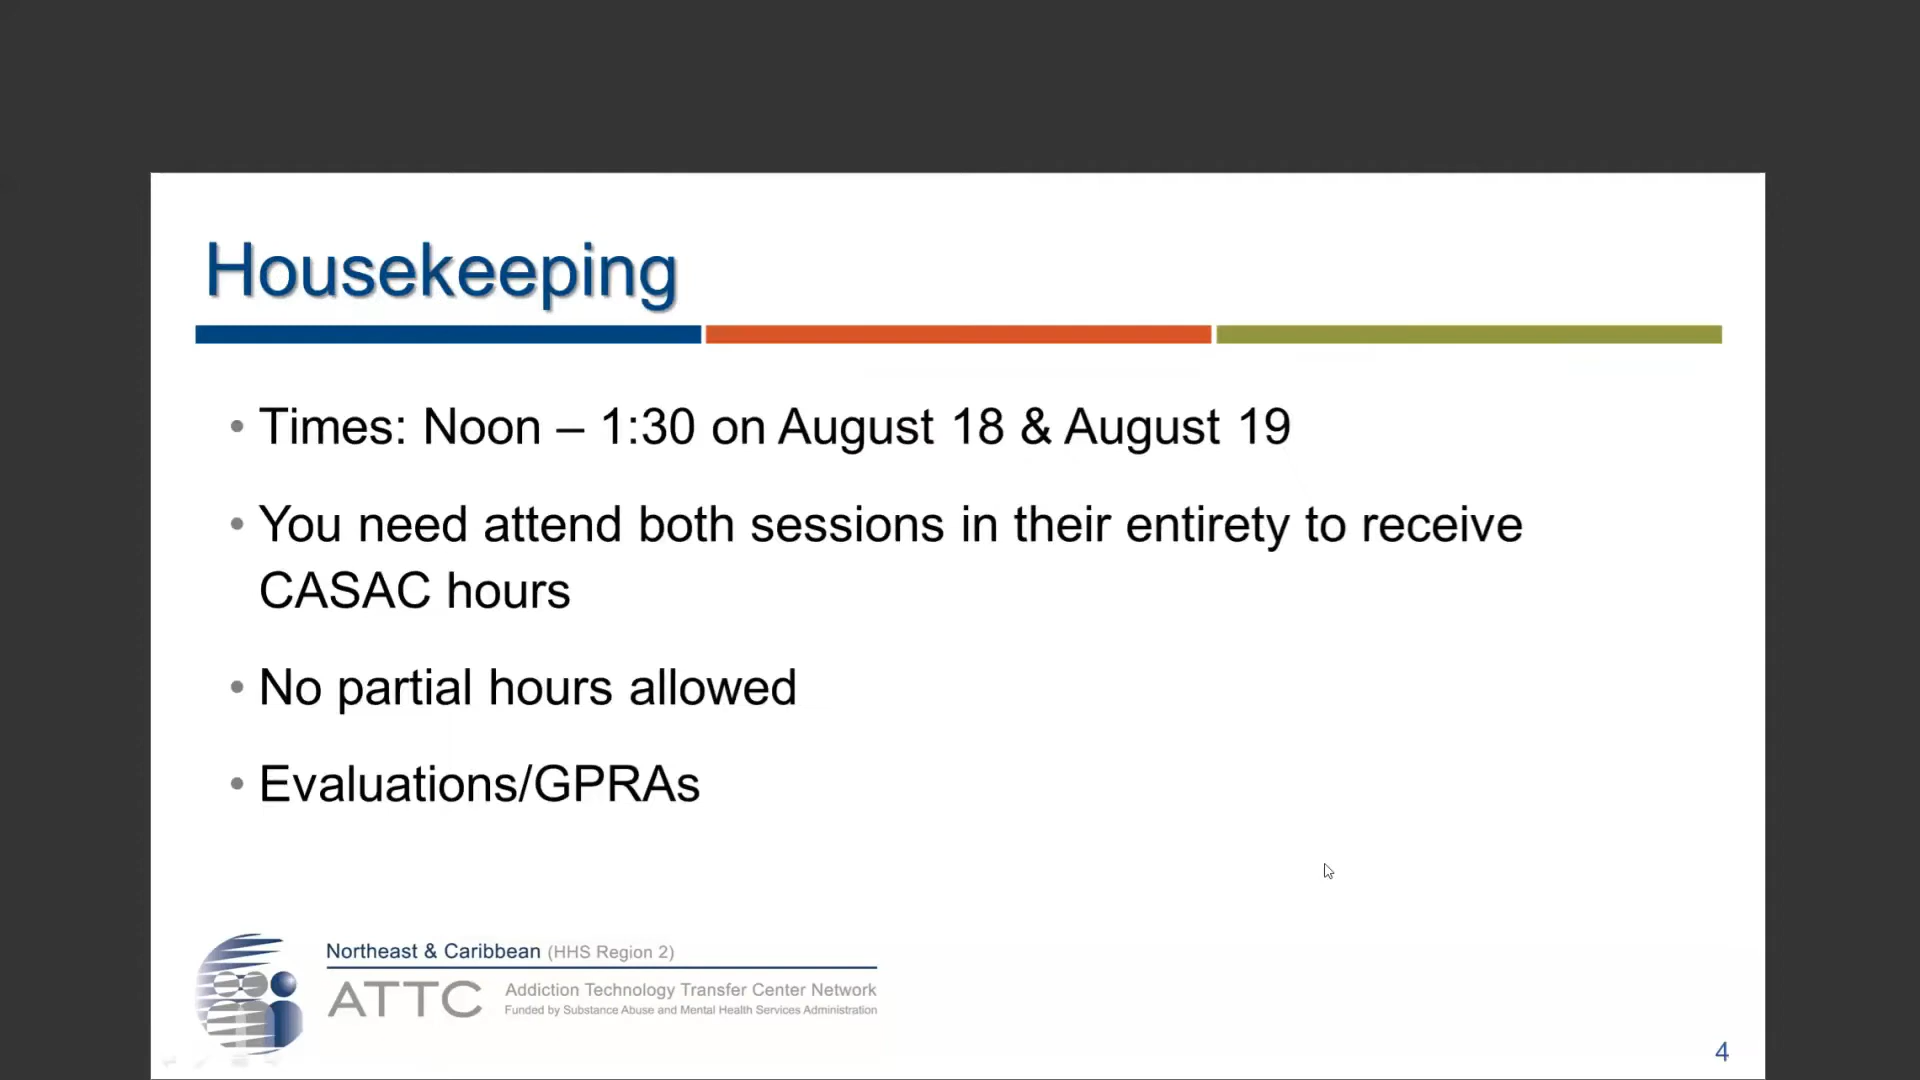 Housekeeping
• Times: Noon – 1:30 on August 18 & August 19
• You need attend both sessions in their entirety to receive
CASAC hours
• No partial hours allowed
• Evaluations/GPRAs
Northeast & Caribbean (HHS Region 2)
ATTC
Addiction Technology Transfer Center Network
Funded by Substance Abuse and Mental Health Services Administration
4